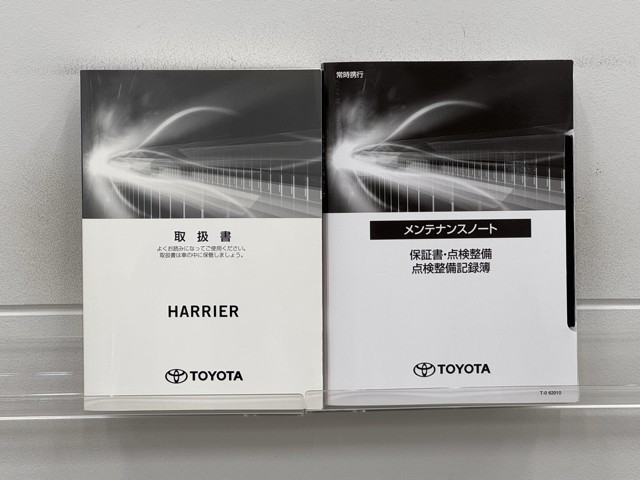 取扱書
よくお読みになってご使用ください。
取扱書は車の中に保管しましょう。
HARRIER
TOYOTA
常時携行
メンテナンスノート
保証書・点検整備
点検整備記録簿
TOYOTA